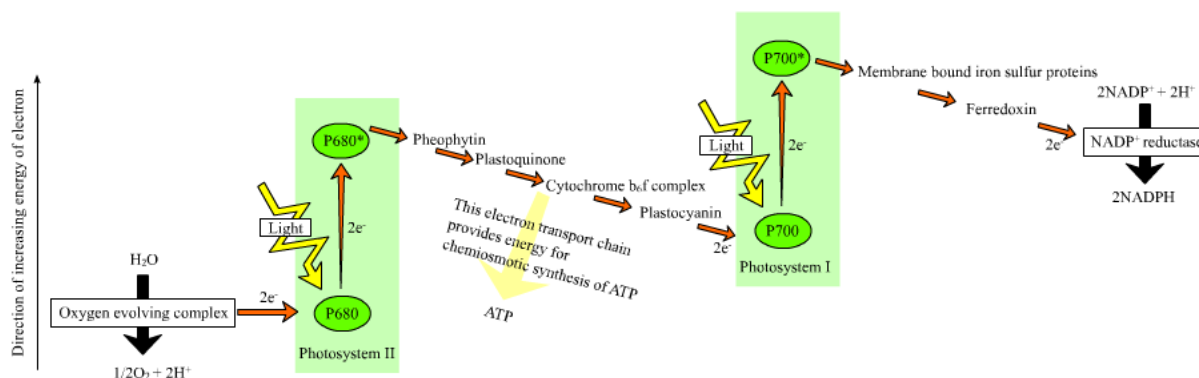 Direction of increasing energy of electron
H₂O
Oxygen evolving complex
1/2O₂ + 2H⁺
2e⁻
Light
P680*
2e⁻
P680
Photosystem II
Pheophytin
Plastoquinone
Cytochrome b₆f complex
Plastocyanin
2e⁻
This electron transport chain
provides energy for
chemiosmotic synthesis of ATP
ATP
Light
P700*
2e⁻
P700
Photosystem I
Membrane bound iron sulfur proteins
Ferredoxin
2e⁻
2NADP⁺ + 2H⁺
NADP⁺ reductase
2NADPH